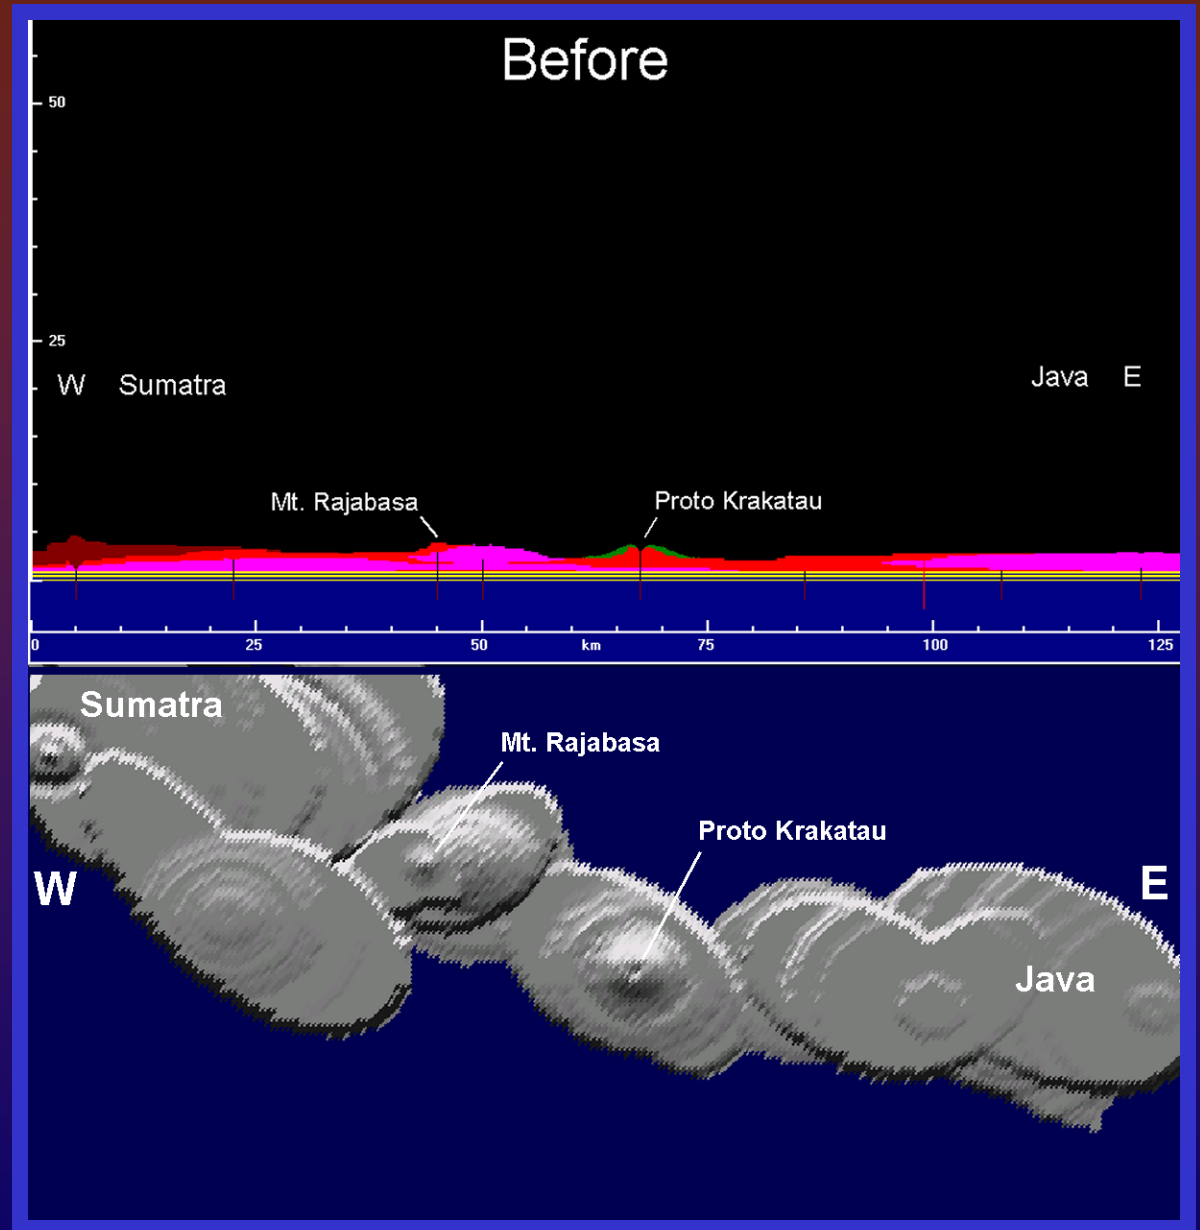 Before
50
25
W Sumatra
Java E
Mt. Rajabasa
Proto Krakatau
0 25 50 km 75 100 125
Sumatra
Mt. Rajabasa
Proto Krakatau
W
E
Java